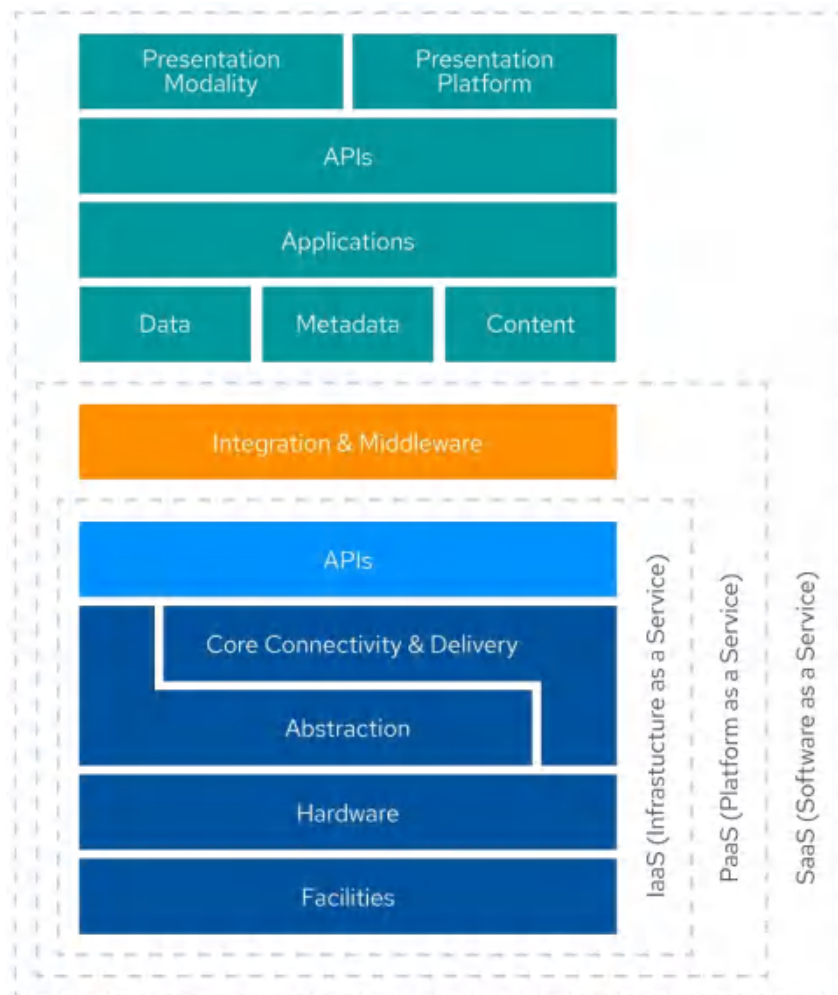 Presentation
Modality
Presentation
Platform
APIs
Applications
Data
Metadata
Content
Integration & Middleware
APIs
Core Connectivity & Delivery
Abstraction
Hardware
Facilities
IaaS (Infrastucture as a Service)
PaaS (Platform as a Service)
SaaS (Software as a Service)